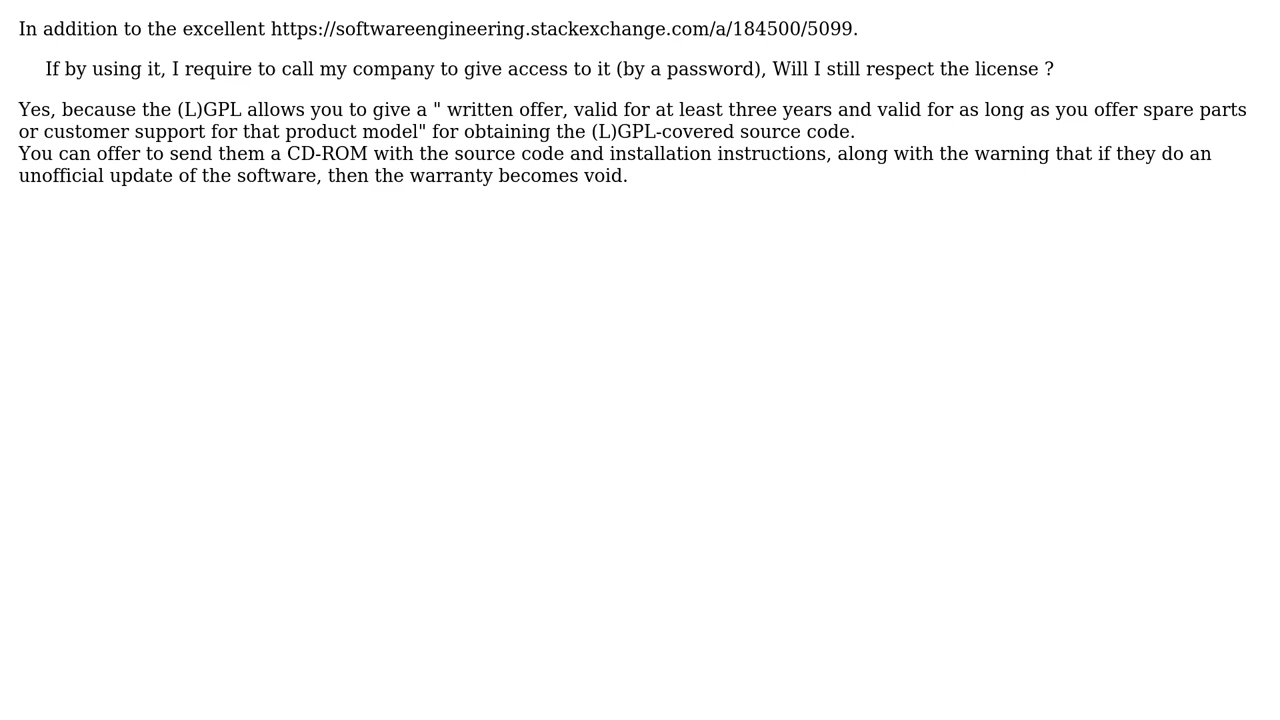 In addition to the excellent https://softwareengineering.stackexchange.com/a/184500/5099.
If by using it, I require to call my company to give access to it (by a password), Will I still respect the license ?
Yes, because the (L)GPL allows you to give a " written offer, valid for at least three years and valid for as long as you offer spare parts
or customer support for that product model" for obtaining the (L)GPL-covered source code.
You can offer to send them a CD-ROM with the source code and installation instructions, along with the warning that if they do an
unofficial update of the software, then the warranty becomes void.